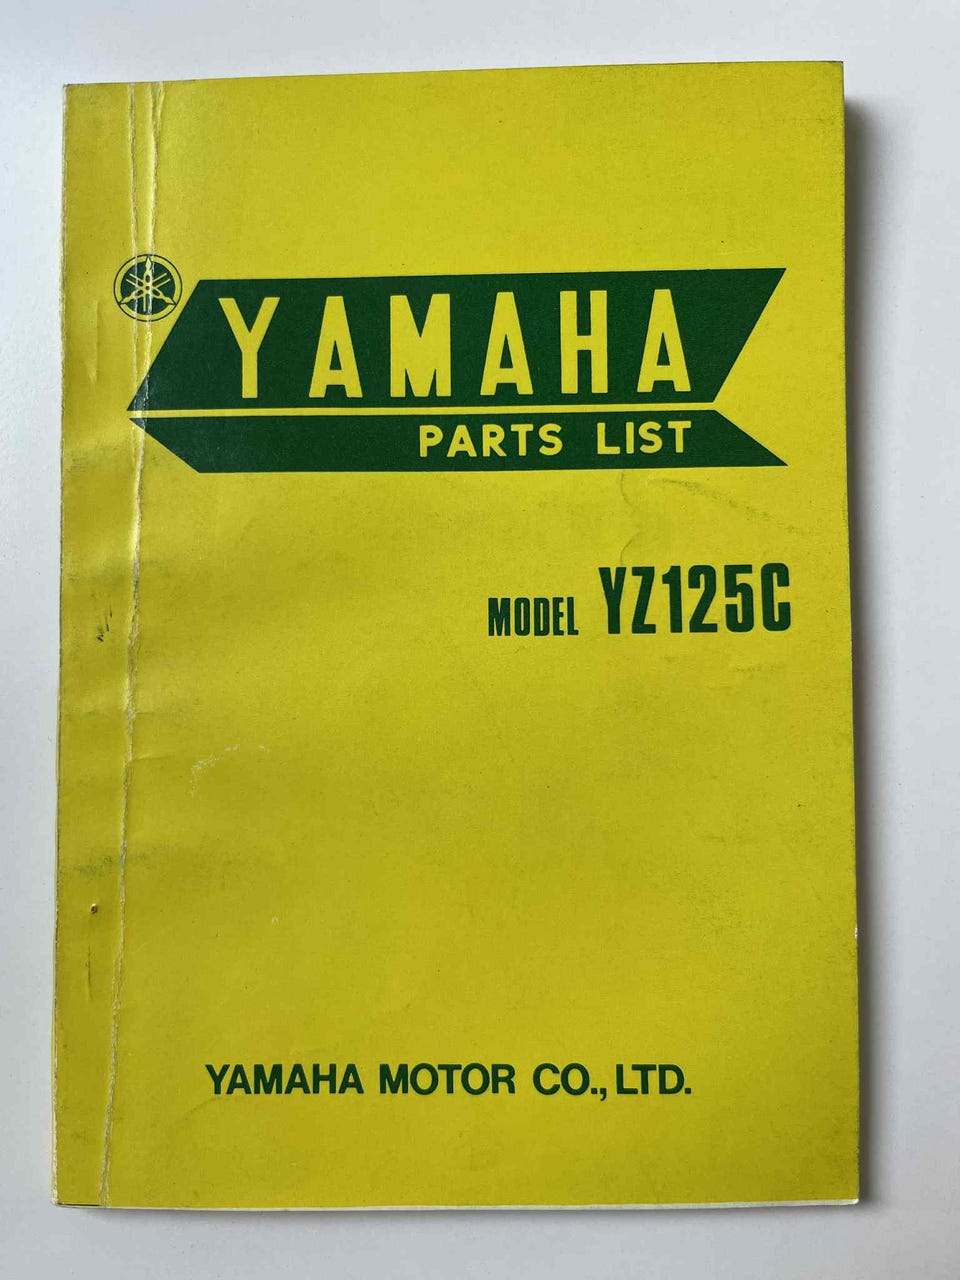 YAMAHA
PARTS LIST
MODEL YZ125C
YAMAHA MOTOR CO., LTD.